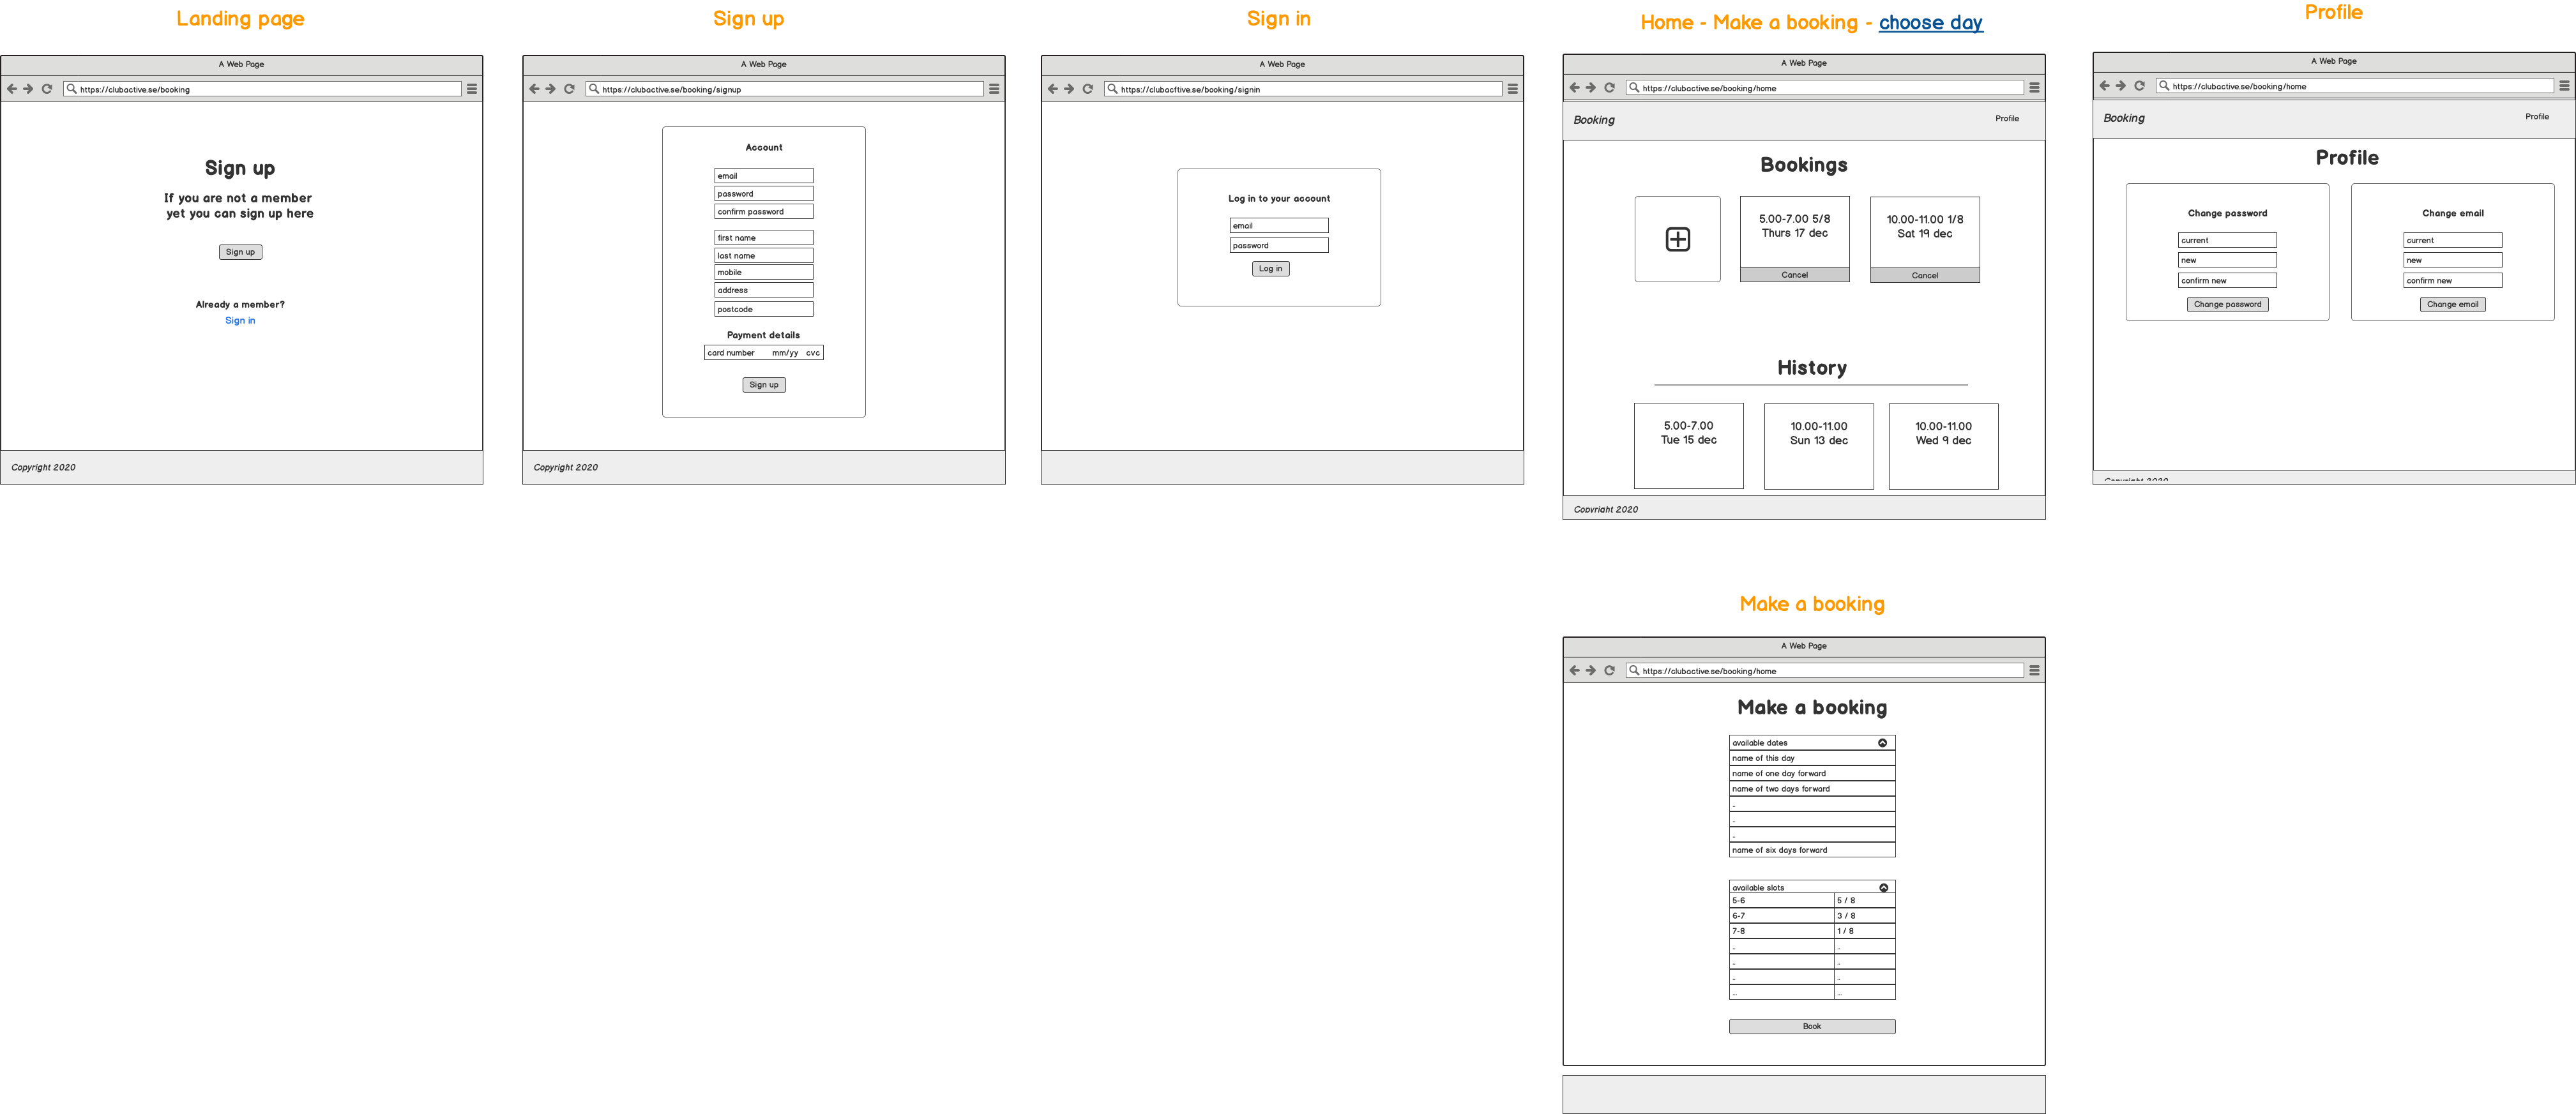 Landing page
A Web Page
https://clubactive.se/booking
Sign up
If you are not a member
yet you can sign up here
Sign up
Already a member?
Sign in
Copyright 2020
Sign up
A Web Page
https://clubactive.se/booking/signup
Account
email
password
confirm password
first name
last name
mobile
address
postcode
Payment details
card number mm/yy cvc
Sign up
Copyright 2020
Sign in
A Web Page
https://clubacftive.se/booking/signin
Log in to your account
email
password
Log in
Home - Make a booking - choose day
A Web Page
https://clubactive.se/booking/home
Booking Profile
Bookings
5.00-7.00 5/8
Thurs 17 dec
Cancel
10.00-11.00 1/8
Sat 19 dec
Cancel
History
5.00-7.00
Tue 15 dec
10.00-11.00
Sun 13 dec
10.00-11.00
Wed 9 dec
Copyright 2020
Profile
A Web Page
https://clubactive.se/booking/home
Booking Profile
Profile
Change password
current
new
confirm new
Change password
Change email
current
new
confirm new
Change email
Copyright 2020
Make a booking
A Web Page
https://clubactive.se/booking/home
Make a booking
available dates
name of this day
name of one day forward
name of two days forward
..
..
..
name of six days forward
available slots
5-6 5 / 8
6-7 3 / 8
7-8 1 / 8
.. ..
.. ..
.. ..
... ...
Book